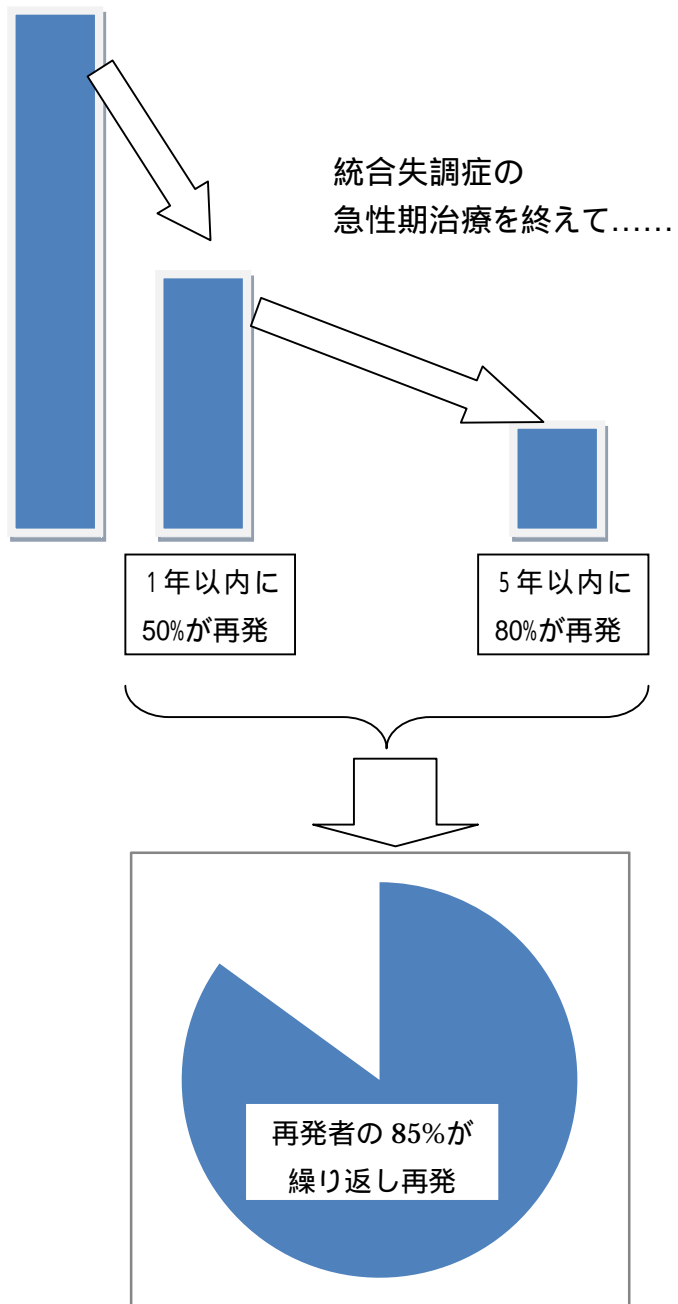 統合失調症の
急性期治療を終えて……
1年以内に
50%が再発
5年以内に
80%が再発
再発者の 85%が
繰り返し再発